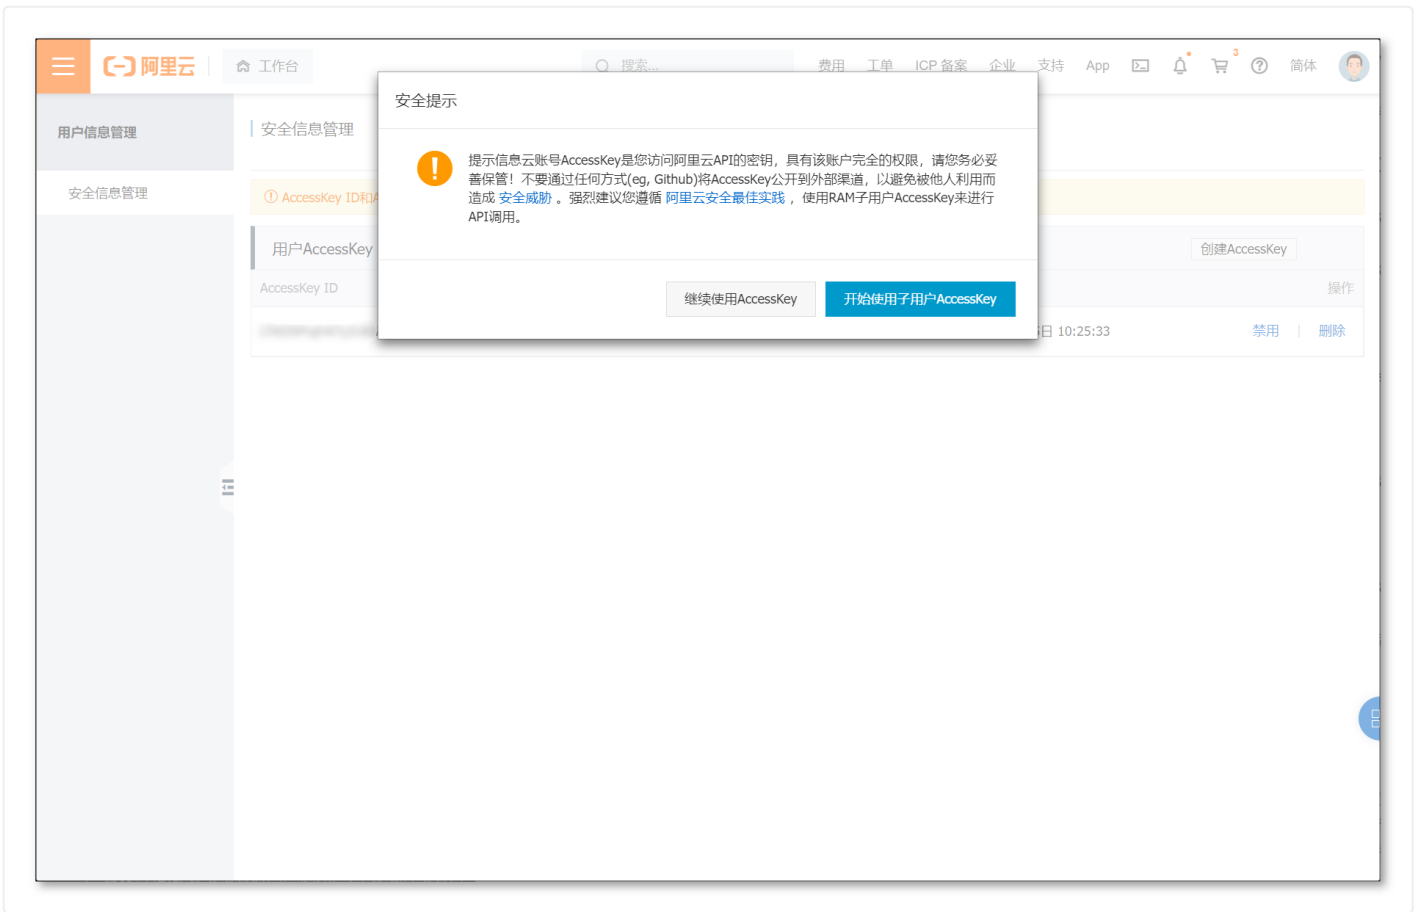 阿里云
工作台
搜索...
费用
工单
ICP 备案
企业
支持
App
3
简体
用户信息管理
安全信息管理
安全信息管理
安全提示
提示信息云账号AccessKey是您访问阿里云API的密钥，具有该账户完全的权限，请您务必妥
善保管！不要通过任何方式(eg, Github)将AccessKey公开到外部渠道，以避免被他人利用而
造成 安全威胁 。强烈建议您遵循 阿里云安全最佳实践 ，使用RAM子用户AccessKey来进行
API调用。
继续使用AccessKey
开始使用子用户AccessKey
AccessKey ID和A
用户AccessKey
创建AccessKey
AccessKey ID
操作
日 10:25:33
禁用
删除